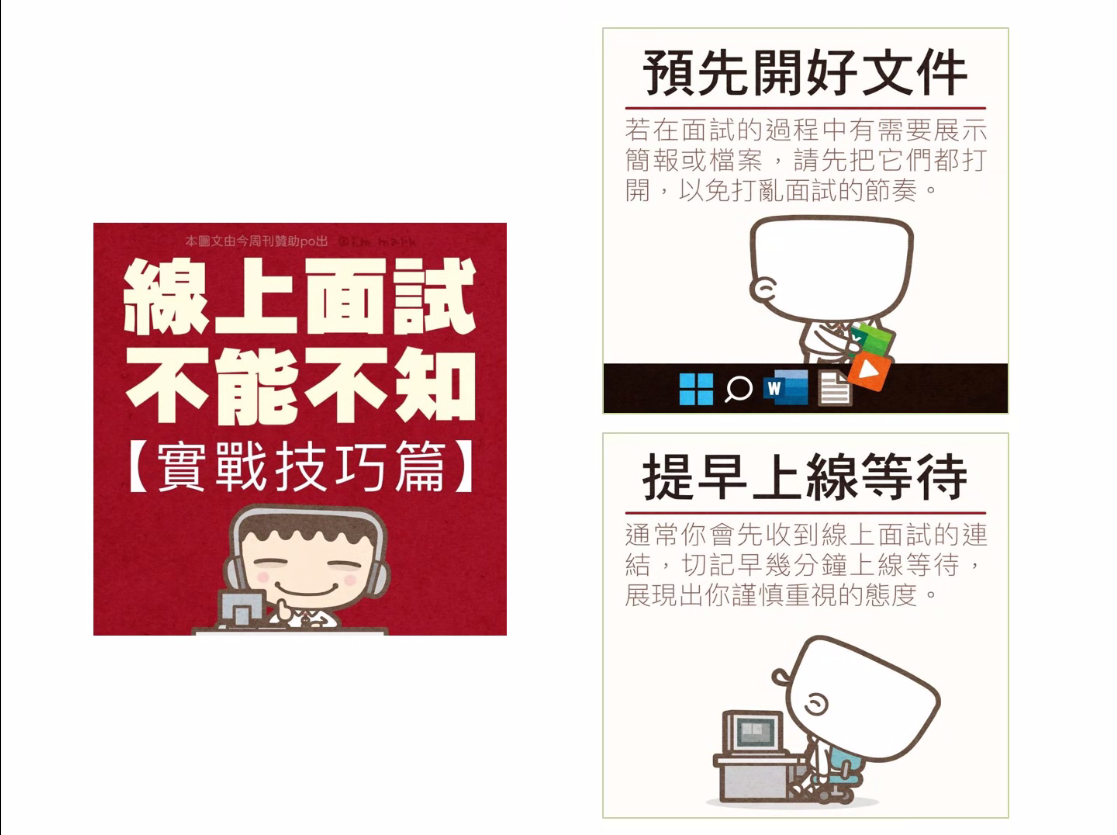 本圖文由今周刊贊助po出
線上面試
不能不知
【實戰技巧篇】
預先開好文件
若在面試的過程中有需要展示
簡報或檔案，請先把它們都打
開，以免打亂面試的節奏。
W
提早上線等待
通常你會先收到線上面試的連
結，切記早幾分鐘上線等待，
展現出你謹慎重視的態度。